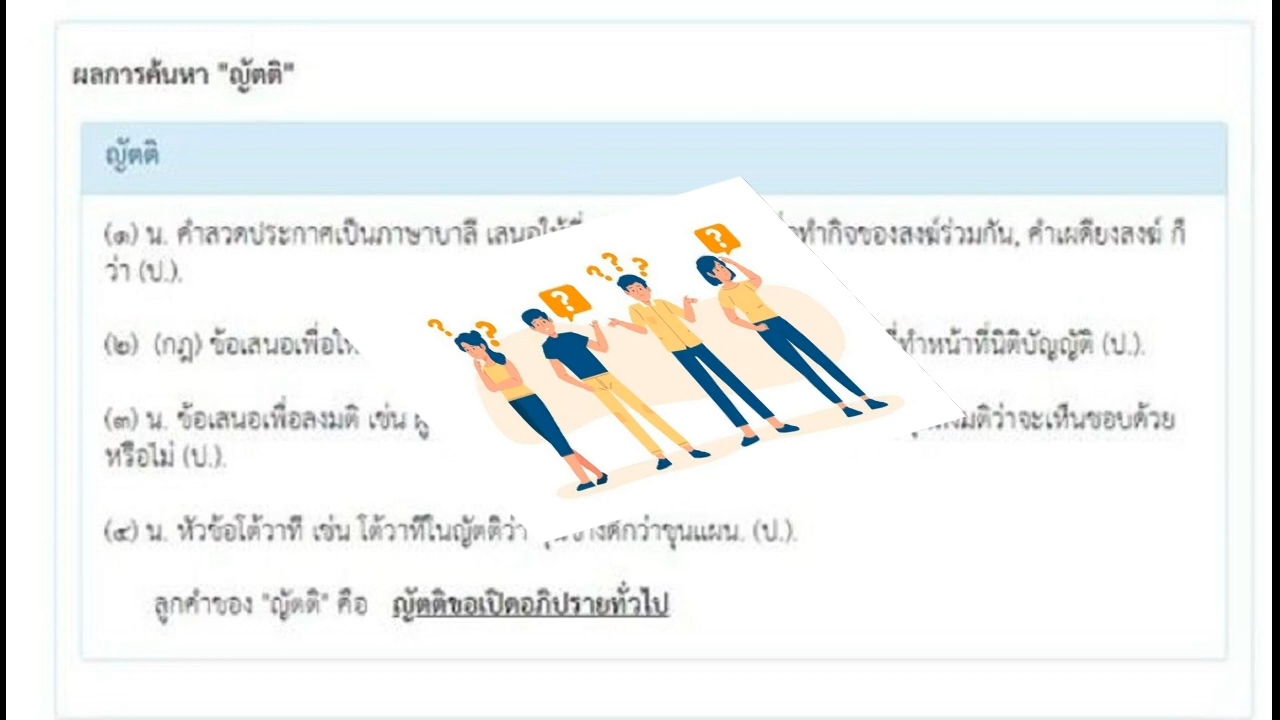 ผลการค้นหา "ญัตติ"
ญัตติ
(๑) น. คำสวดประกาศเป็นภาษาบาลี เสนอให้ ทำกิจของสงฆ์ร่วมกัน, คำเผดียงสงฆ์ ก็
ว่า (ป.).
(๒) (กฎ) ข้อเสนอเพื่อ ที่ทำหน้าที่นิติบัญญัติ (ป.).
(๓) น. ข้อเสนอเพื่อลงมติ เช่น ลงมติว่าจะเห็นชอบด้วย
หรือไม่ (ป.).
(๔) น. หัวข้อโต้วาที เช่น โต้วาทีในญัตติว่า ดีกว่าขุนแผน. (ป.).
ลูกคำของ "ญัตติ" คือ ญัตติขอเปิดอภิปรายทั่วไป
? ? ? ? ? ? ?